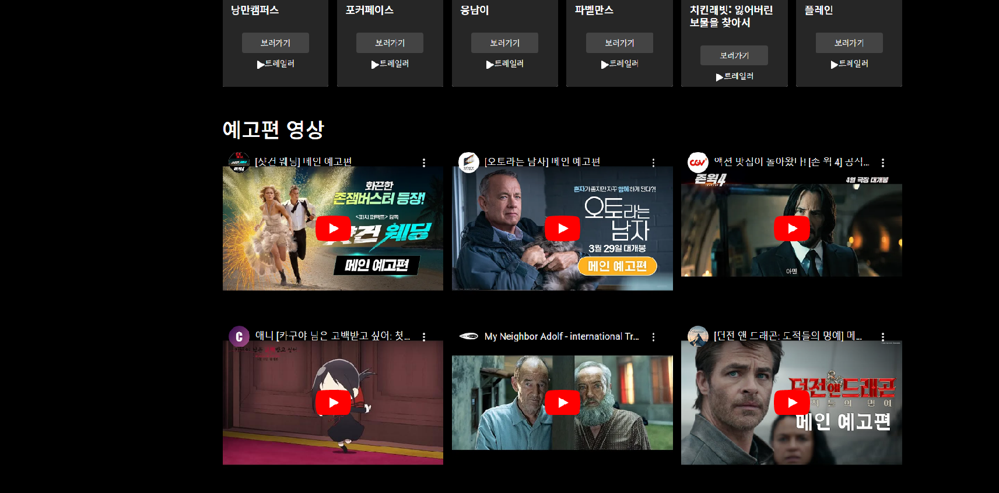 낭만캠퍼스
포커페이스
웅남이
파벨만스
치킨래빗: 잃어버린
보물을 찾아서
플레인
보러가기
보러가기
보러가기
보러가기
보러가기
보러가기
트레일러
트레일러
트레일러
트레일러
트레일러
트레일러
예고편 영상
[샷건 웨딩] 메인 예고편
화끈한
존잼버스터 등장!
<피치 퍼펙트> 감독
샷건 웨딩
메인 예고편
[오토라는 남자] 메인 예고편
혼자가 좋지만 자꾸 함께하게 된다?!
오토라는
남자
3월 29일 대개봉
메인 예고편
CGV
액션 맛집이 돌아왔다! [존 윅 4] 공식...
존윅4
4월 극장 대개봉
아멘
C
애니 [카구야 님은 고백받고 싶어: 첫...
My Neighbor Adolf - international Tr...
[던전 앤 드래곤: 도적들의 명예] 메...
던전앤드래곤
적들의 명예
메인 예고편